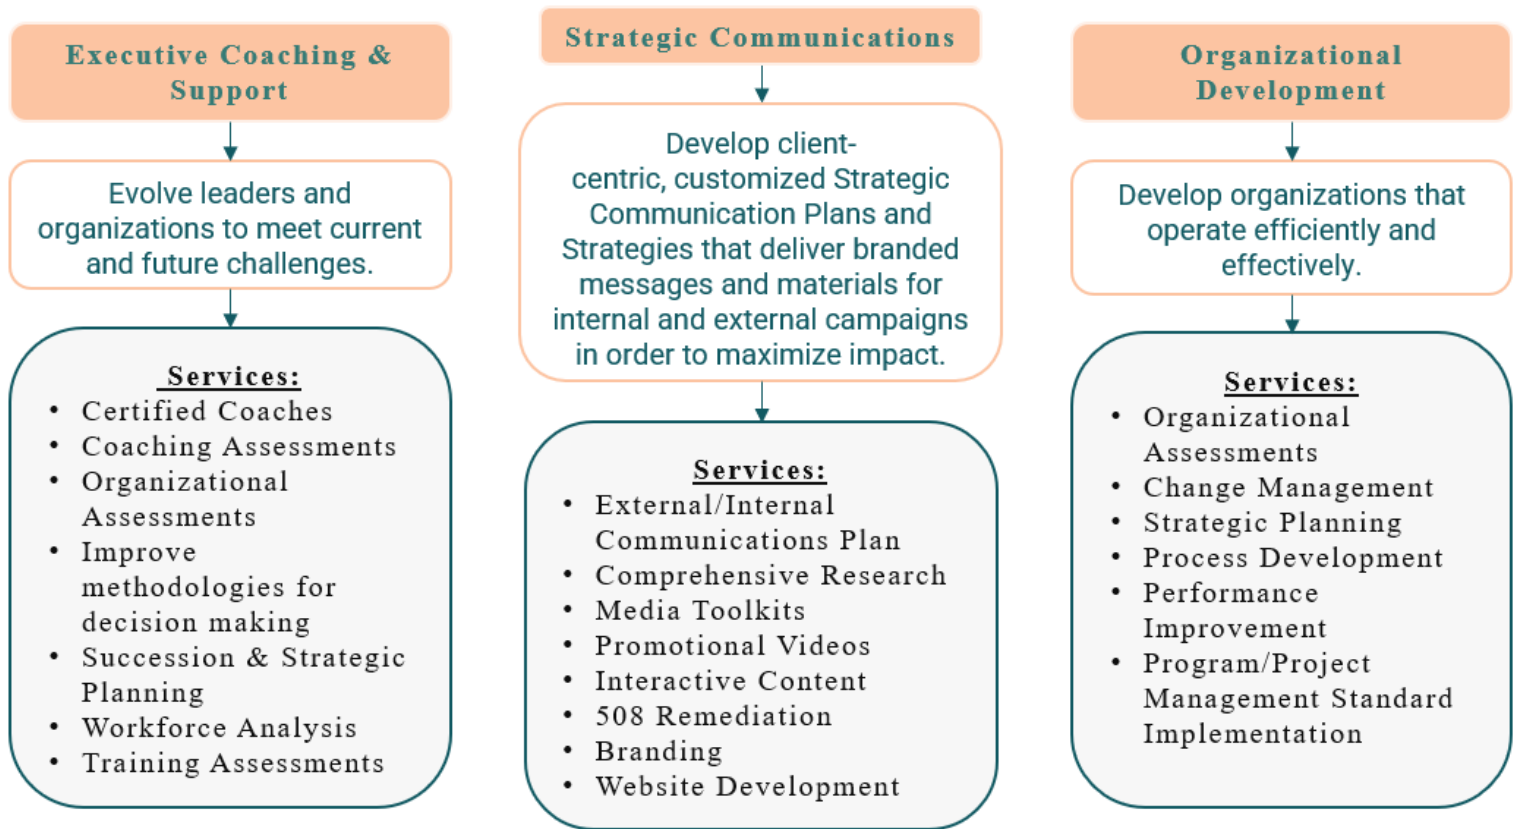 Executive Coaching &
Support
Evolve leaders and
organizations to meet current
and future challenges.
Services:
• Certified Coaches
• Coaching Assessments
• Organizational
Assessments
• Improve
methodologies for
decision making
• Succession & Strategic
Planning
• Workforce Analysis
• Training Assessments
Strategic Communications
Develop client-
centric, customized Strategic
Communication Plans and
Strategies that deliver branded
messages and materials for
internal and external campaigns
in order to maximize impact.
Services:
• External/Internal
Communications Plan
• Comprehensive Research
• Media Toolkits
• Promotional Videos
• Interactive Content
• 508 Remediation
• Branding
• Website Development
Organizational
Development
Develop organizations that
operate efficiently and
effectively.
Services:
• Organizational
Assessments
• Change Management
• Strategic Planning
• Process Development
• Performance
Improvement
• Program/Project
Management Standard
Implementation